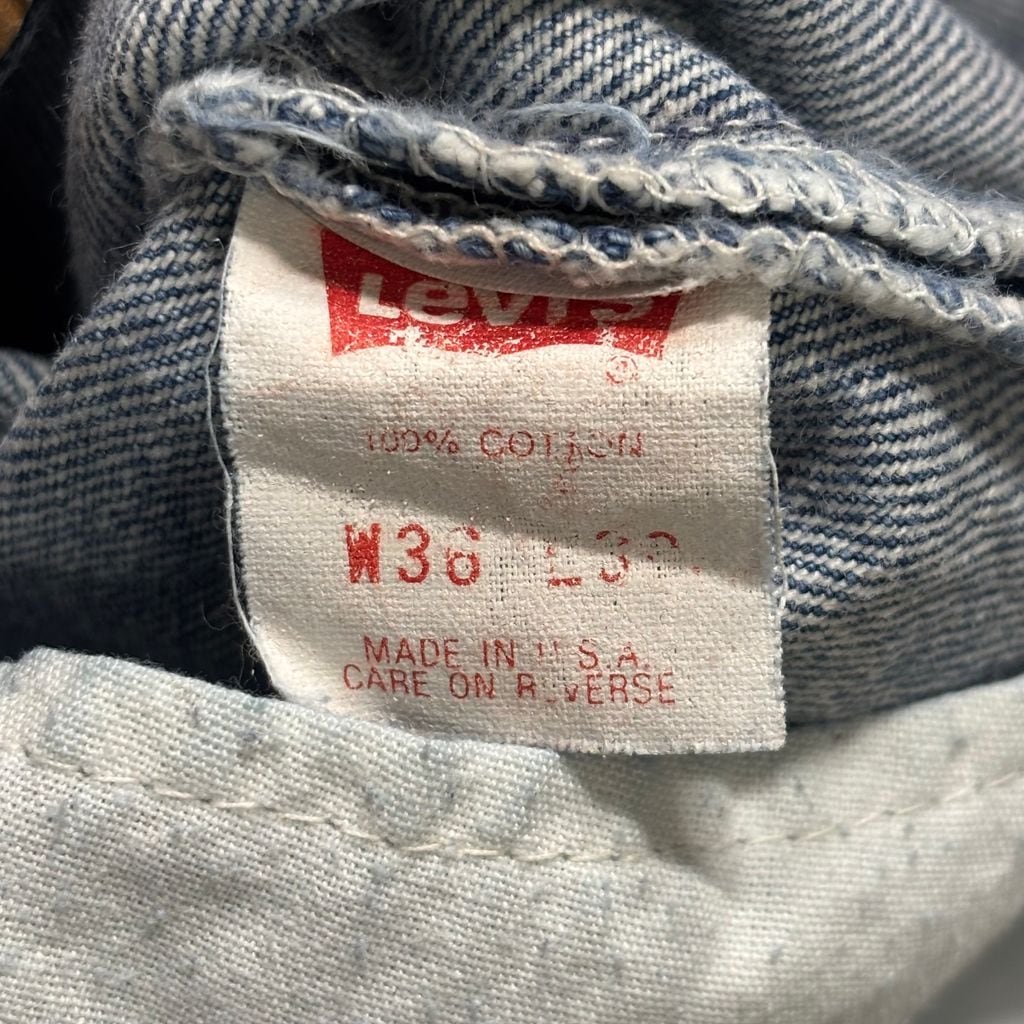 Levi's
®
100% COTTON
W36
MADE IN U.S.A.
CARE ON REVERSE